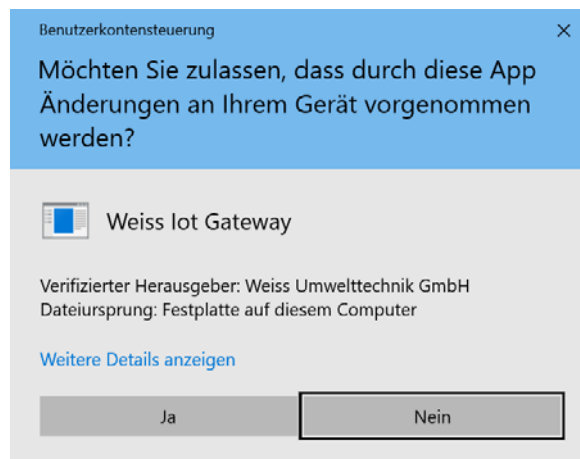 Benutzerkontensteuerung
Möchten Sie zulassen, dass durch diese App
Änderungen an Ihrem Gerät vorgenommen
werden?
Weiss Iot Gateway
Verifizierter Herausgeber: Weiss Umwelttechnik GmbH
Dateiursprung: Festplatte auf diesem Computer
Weitere Details anzeigen
Ja Nein